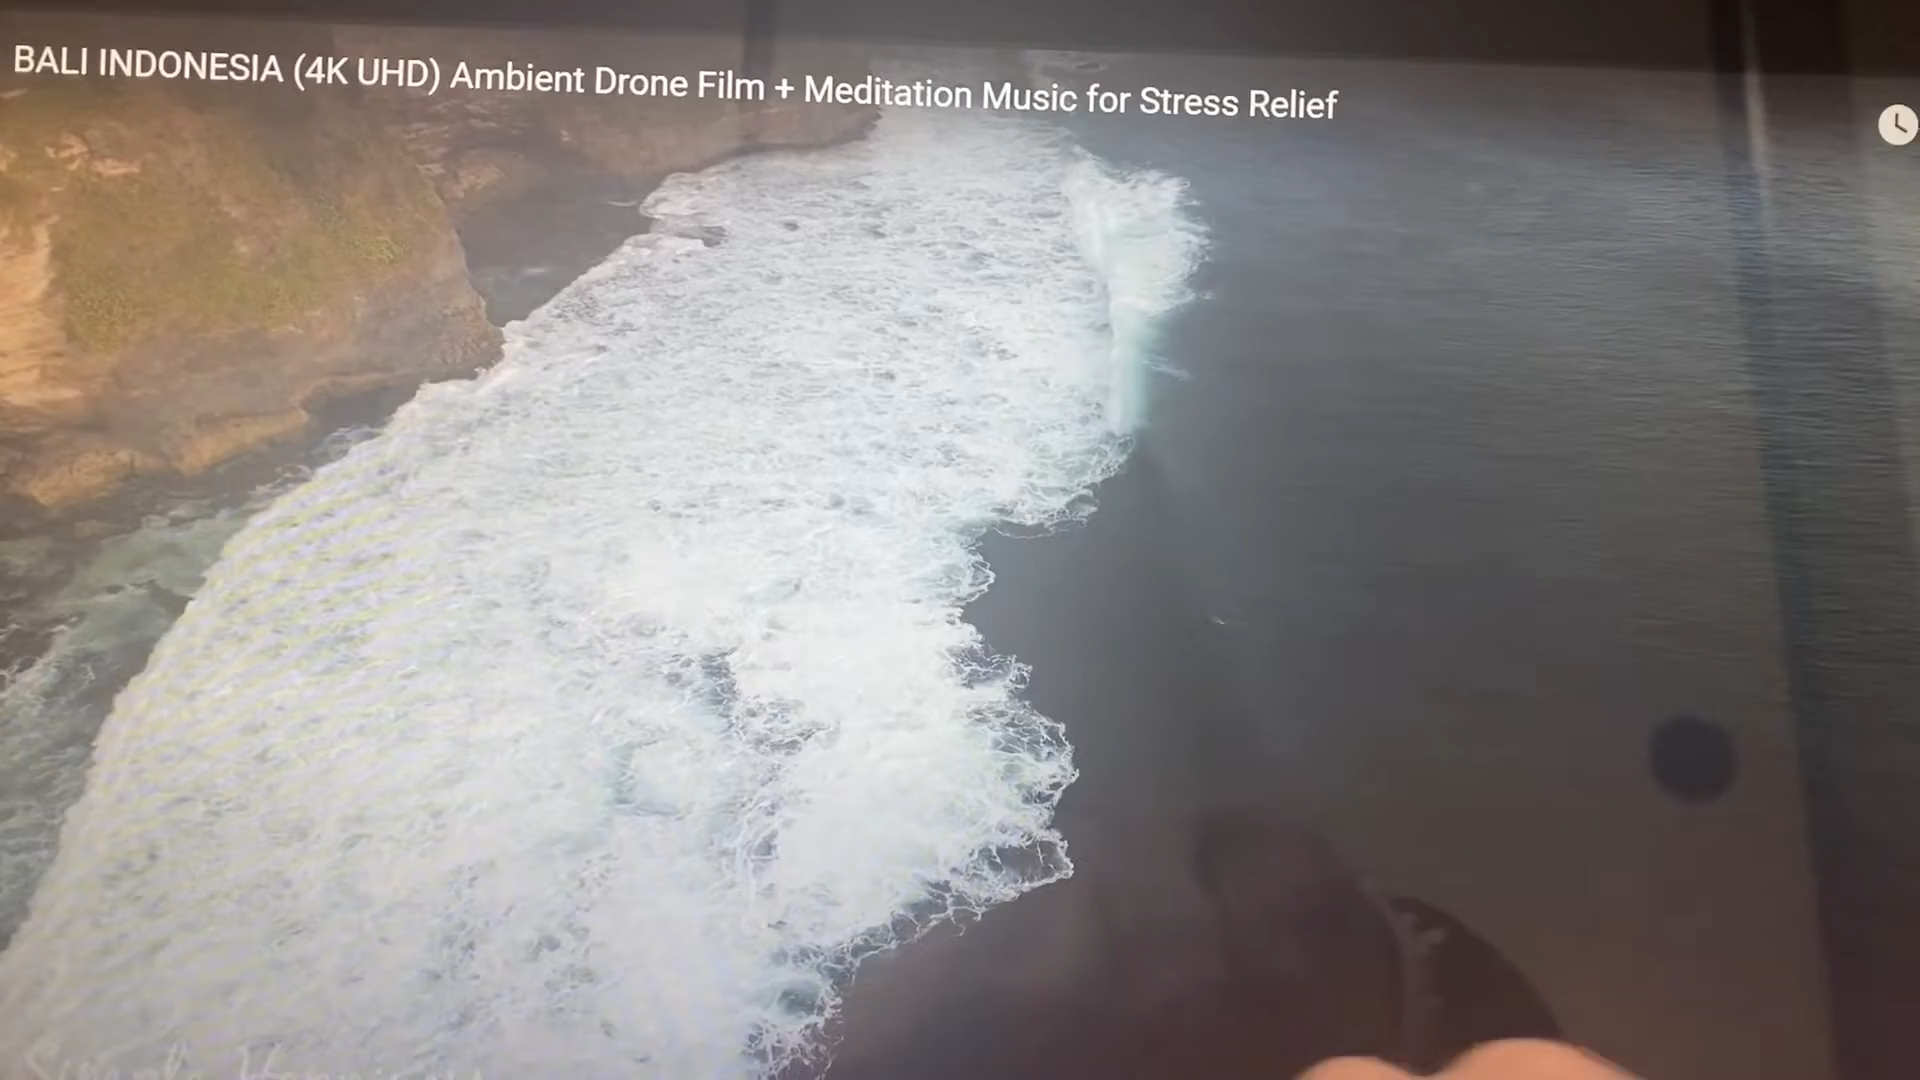 BALI INDONESIA (4K UHD) Ambient Drone Film + Meditation Music for Stress Relief